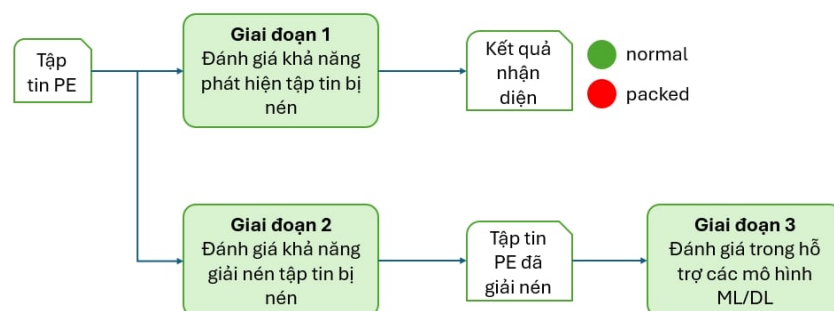 Tập
tin PE
Giai đoạn 1
Đánh giá khả năng
phát hiện tập tin bị
nén
Kết quả
nhận
diện
normal
packed
Giai đoạn 2
Đánh giá khả năng
giải nén tập tin bị
nén
Tập tin
PE đã
giải nén
Giai đoạn 3
Đánh giá trong hỗ
trợ các mô hình
ML/DL